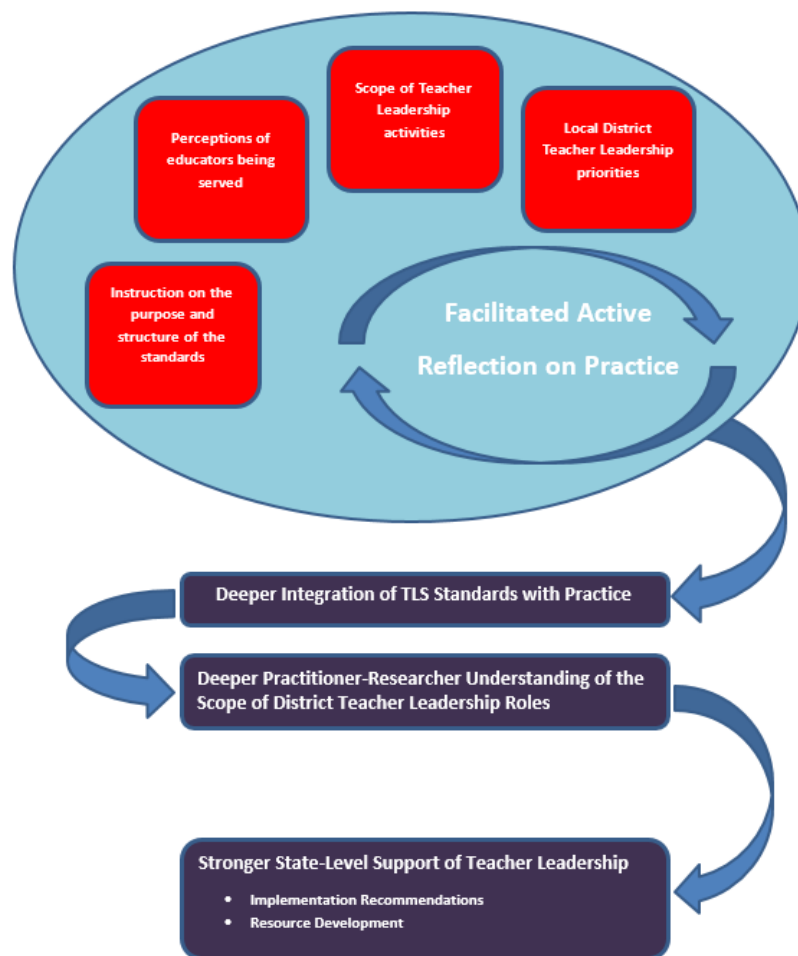 Scope of Teacher
Leadership
activities
Perceptions of
educators being
served
Local District
Teacher Leadership
priorities
Instruction on the
purpose and
structure of the
standards
Facilitated Active
Reflection on Practice
Deeper Integration of TLS Standards with Practice
Deeper Practitioner-Researcher Understanding of the
Scope of District Teacher Leadership Roles
Stronger State-Level Support of Teacher Leadership
• Implementation Recommendations
• Resource Development